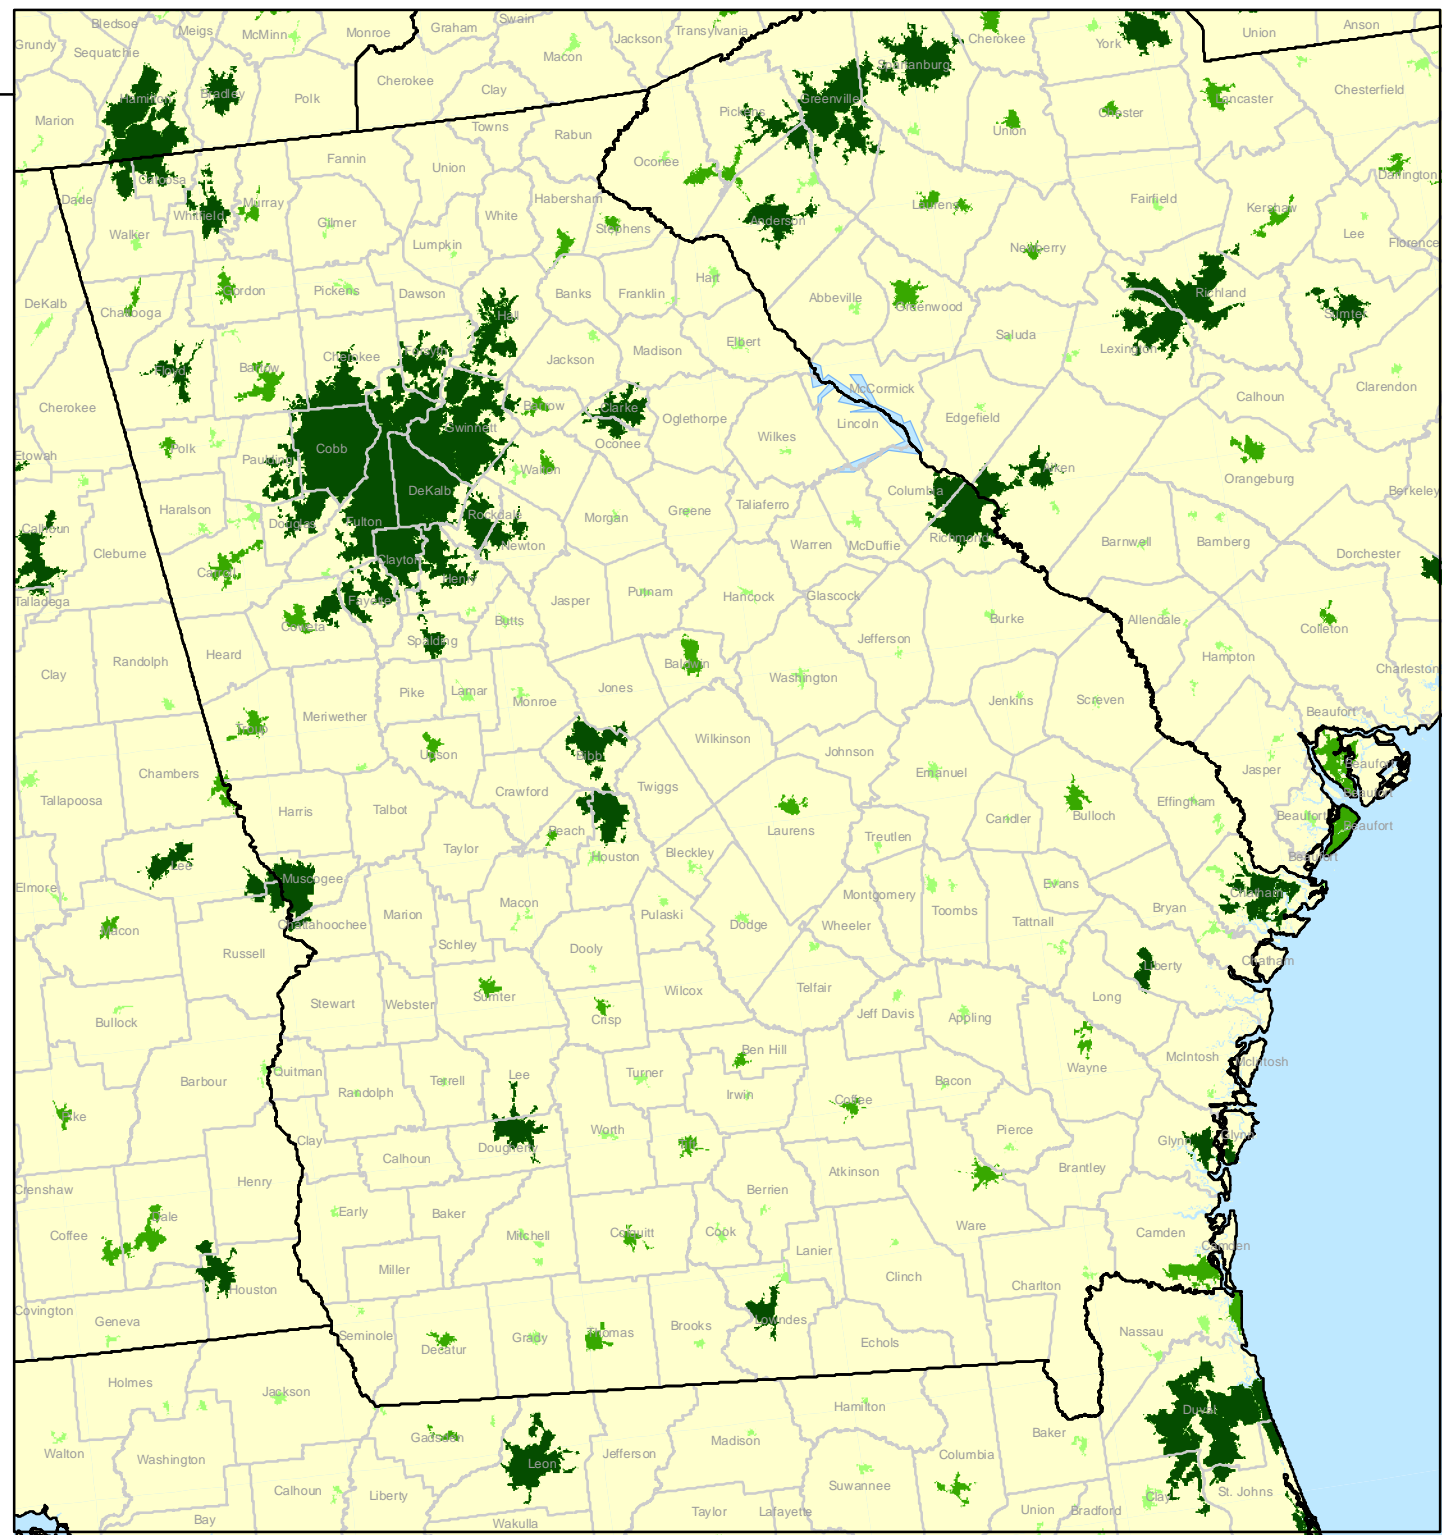 Bledsoe
Meigs
McMinn
Monroe
Graham
Swain
Jackson
Transylvania
Cherokee
York
Union
Anson
Grundy
Sequatchie
Macon
Spartanburg
Cherokee
Clay
Polk
Bradley
Hamilton
Marion
Pickens
Greenville
Chester
Lancaster
Chesterfield
Union
Towns
Rabun
Oconee
Fannin
Union
Darlington
Dade
Catoosa
Whitfield
Murray
Gilmer
White
Habersham
Stephens
Anderson
Laurens
Fairfield
Kershaw
Lee
Florence
Walker
Lumpkin
Newberry
Hart
Gordon
Pickens
Dawson
Banks
Franklin
Abbeville
Greenwood
Richland
DeKalb
Chattooga
Hall
Sumter
Saluda
Lexington
Floyd
Bartow
Cherokee
Forsyth
Jackson
Madison
Elbert
McCormick
Clarendon
Calhoun
Cherokee
Barrow
Clarke
Oglethorpe
Edgefield
Lincoln
Gwinnett
Wilkes
Oconee
Etowah
Polk
Paulding
Cobb
Walton
Aiken
Orangeburg
Berkeley
DeKalb
Columbia
Taliaferro
Haralson
Douglas
Fulton
Rockdale
Morgan
Greene
Calhoun
Cleburne
Newton
Warren
McDuffie
Richmond
Barnwell
Bamberg
Dorchester
Carroll
Clayton
Henry
Talladega
Fayette
Jasper
Putnam
Hancock
Glascock
Burke
Allendale
Colleton
Coweta
Butts
Spalding
Jefferson
Hampton
Charleston
Clay
Randolph
Heard
Baldwin
Washington
Pike
Lamar
Monroe
Jones
Jenkins
Screven
Beaufort
Meriwether
Troup
Upson
Bibb
Wilkinson
Johnson
Jasper
Beaufort
Chambers
Tallapoosa
Emanuel
Crawford
Twiggs
Effingham
Beaufort
Harris
Talbot
Candler
Bulloch
Beaufort
Beaufort
Peach
Laurens
Treutlen
Taylor
Houston
Bleckley
Beaufort
Lee
Muscogee
Elmore
Montgomery
Evans
Chatham
Marion
Macon
Pulaski
Toombs
Tattnall
Bryan
Macon
Chattahoochee
Dodge
Wheeler
Schley
Dooly
Russell
Liberty
Chatham
Stewart
Webster
Sumter
Wilcox
Telfair
Long
Bullock
Crisp
Jeff Davis
Appling
Ben Hill
McIntosh
McIntosh
Wayne
Barbour
Quitman
Randolph
Terrell
Lee
Turner
Irwin
Bacon
Coffee
Pike
Clay
Worth
Tift
Pierce
Glynn
Glynn
Calhoun
Dougherty
Atkinson
Brantley
Crenshaw
Henry
Berrien
Early
Baker
Dale
Coffee
Mitchell
Colquitt
Cook
Lanier
Ware
Camden
Camden
Miller
Clinch
Charlton
Houston
Covington
Geneva
Seminole
Decatur
Grady
Thomas
Brooks
Lowndes
Echols
Nassau
Holmes
Jackson
Hamilton
Duval
Gadsden
Madison
Baker
Walton
Washington
Leon
Jefferson
Columbia
Suwannee
Calhoun
Liberty
Clay
St. Johns
Bay
Wakulla
Taylor
Lafayette
Union
Bradford